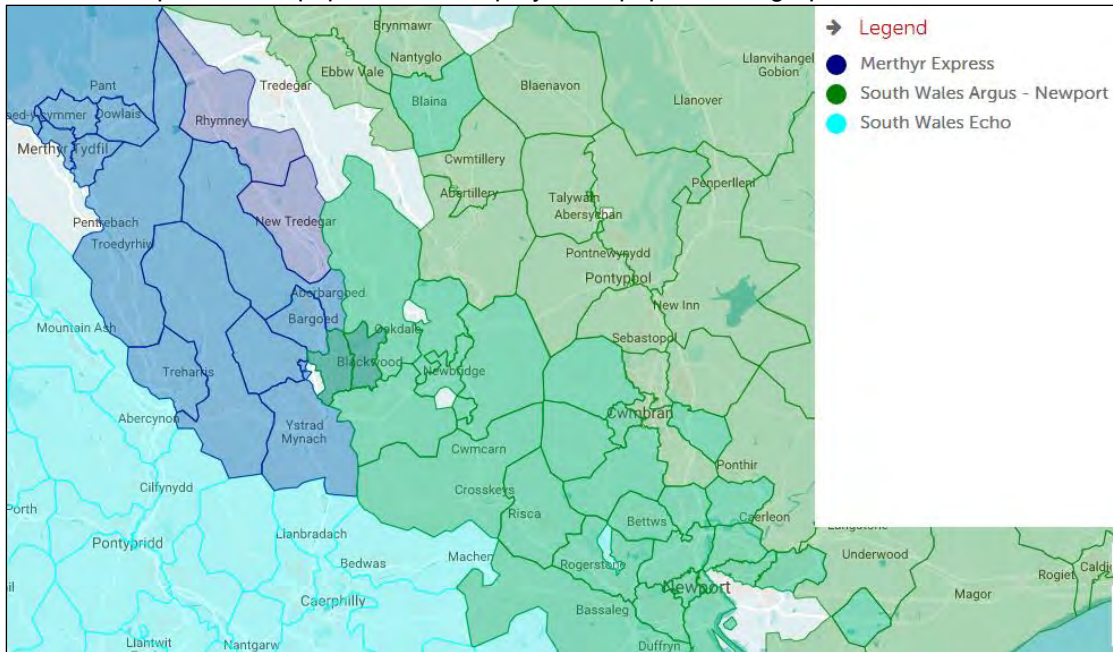 Brynmawr
Nantyglo
Llanvihangel
Gobion
Tredegar
Ebbw Vale
Blaenavon
Pant
Blaina
Llanover
Dowlais
Rhymney
Merthyr Tydfil
Cwmtillery
Penperlleni
Abertillery
Talywain
Abersychan
Pentrebach
New Tredegar
Troedyrhiw
Pontnewynydd
Pontypool
Aberbargoed
New Inn
Mountain Ash
Bargoed
Oakdale
Sebastopol
Treharris
Blackwood
Newbridge
Abercynon
Ystrad
Mynach
Cwmbran
Cwmcarn
Ponthir
Cilfynydd
Crosskeys
Porth
Risca
Bettws
Caerleon
Pontypridd
Llanbradach
Langstone
Bedwas
Machen
Rogerstone
Underwood
Rogiet
Caldi
Caerphilly
Newport
Magor
Bassaleg
Llantwit
Nantgarw
Duffryn
Legend
Merthyr Express
South Wales Argus - Newport
South Wales Echo